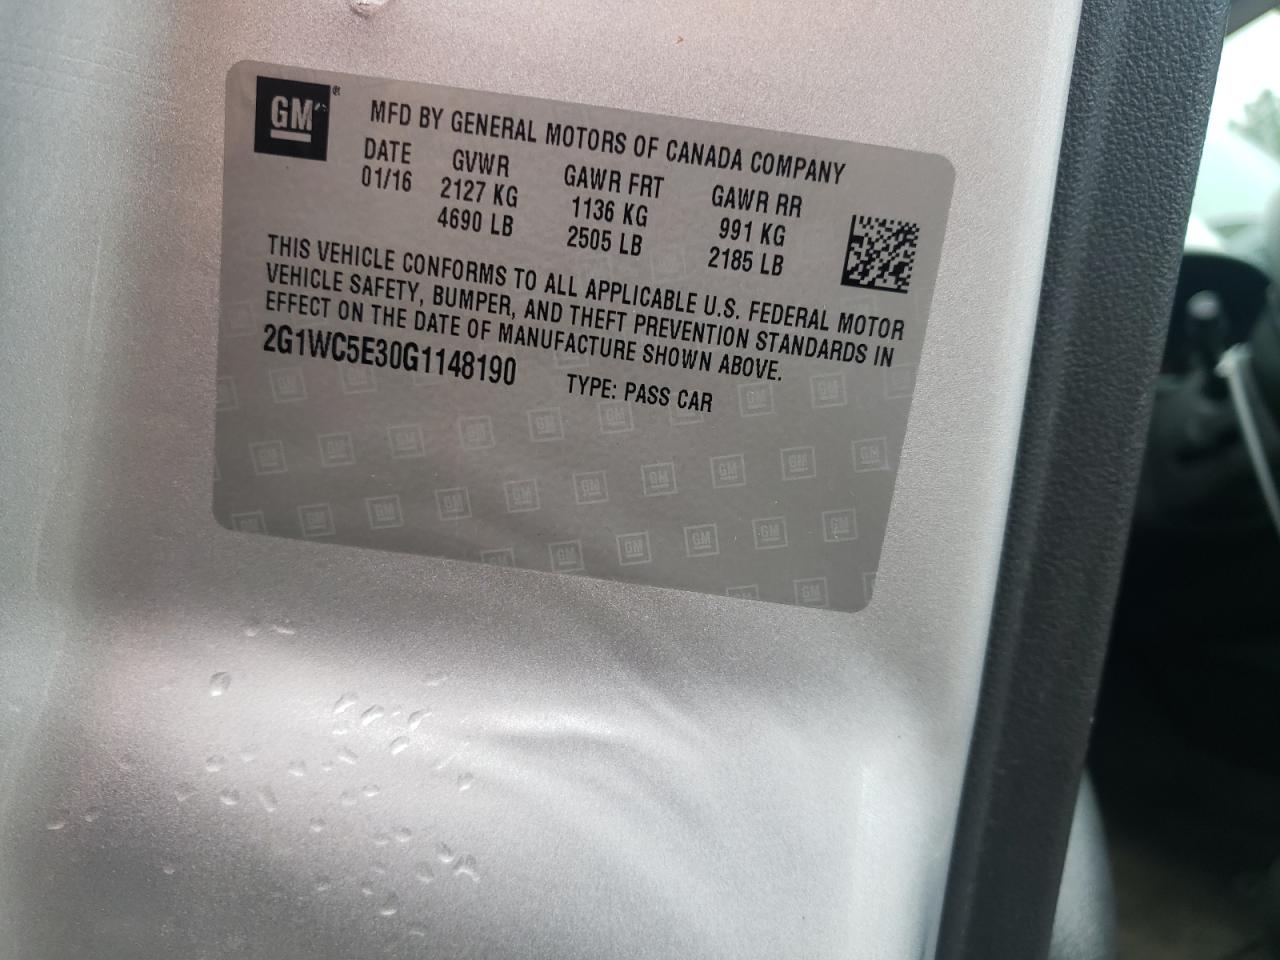 GM®
MFD BY GENERAL MOTORS OF CANADA COMPANY
DATE GVWR GAWR FRT GAWR RR
01/16 2127 KG 1136 KG 991 KG
4690 LB 2505 LB 2185 LB
THIS VEHICLE CONFORMS TO ALL APPLICABLE U.S. FEDERAL MOTOR
VEHICLE SAFETY, BUMPER, AND THEFT PREVENTION STANDARDS IN
EFFECT ON THE DATE OF MANUFACTURE SHOWN ABOVE.
2G1WC5E30G1148190 TYPE: PASS CAR